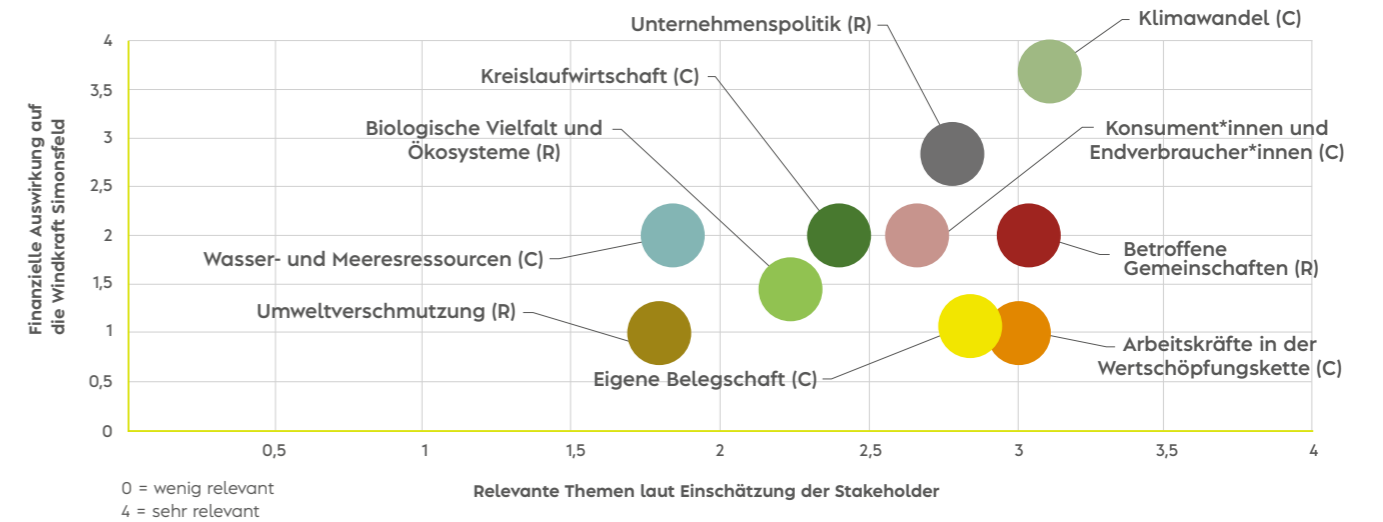 Finanzielle Auswirkung auf
die Windkraft Simonsfeld
4
3,5
3
2,5
2
1,5
1
0,5
0
Unternehmenspolitik (R)
Klimawandel (C)
Kreislaufwirtschaft (C)
Biologische Vielfalt und
Ökosysteme (R)
Konsument*innen und
Endverbraucher*innen (C)
Wasser- und Meeresressourcen (C)
Betroffene
Gemeinschaften (R)
Umweltverschmutzung (R)
Eigene Belegschaft (C)
Arbeitskräfte in der
Wertschöpfungskette (C)
0,5 1 1,5 2 2,5 3 3,5 4
0 = wenig relevant
4 = sehr relevant
Relevante Themen laut Einschätzung der Stakeholder